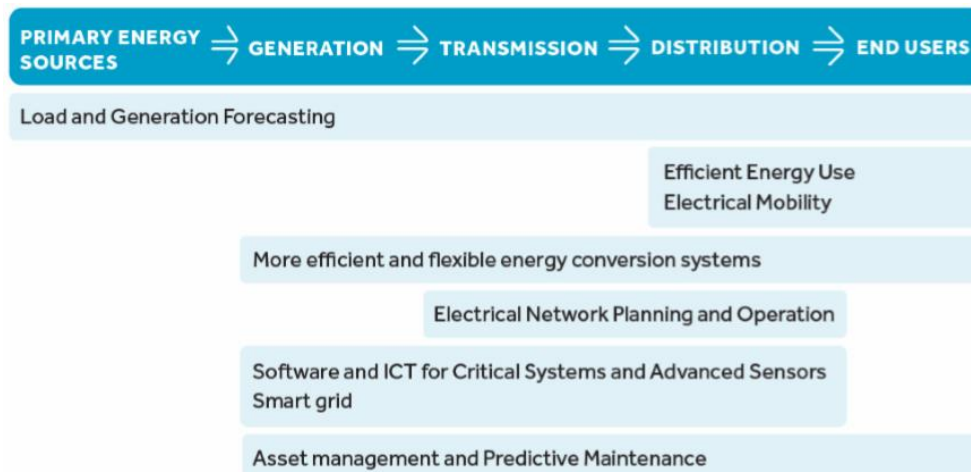 PRIMARY ENERGY SOURCES ⇒ GENERATION ⇒ TRANSMISSION ⇒ DISTRIBUTION ⇒ END USERS
Load and Generation Forecasting
Efficient Energy Use
Electrical Mobility
More efficient and flexible energy conversion systems
Electrical Network Planning and Operation
Software and ICT for Critical Systems and Advanced Sensors
Smart grid
Asset management and Predictive Maintenance